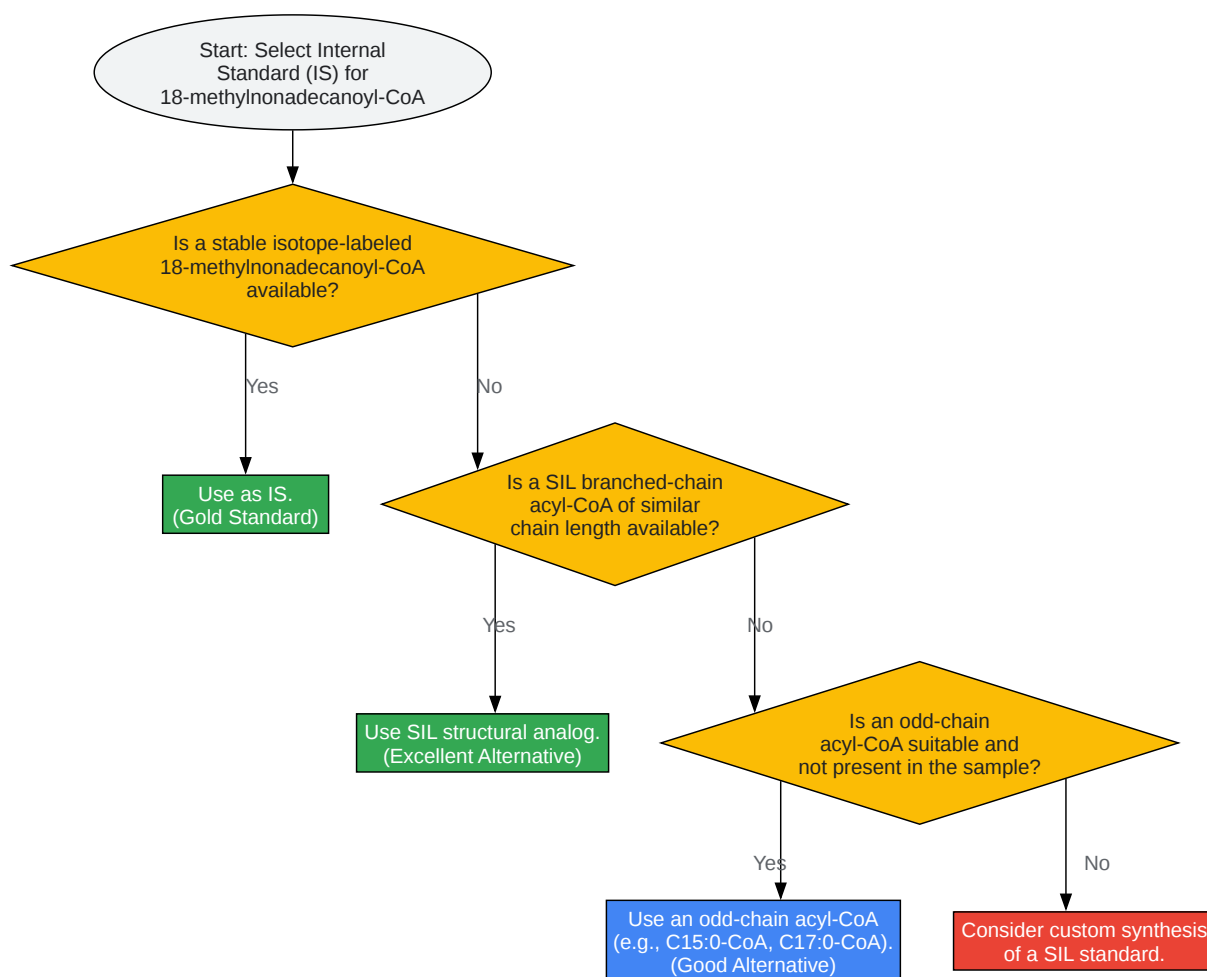 Start: Select Internal
Standard (IS) for
18-methylnonadecanoyl-CoA
Is a stable isotope-labeled
18-methylnonadecanoyl-CoA
available?
Yes
No
Use as IS.
(Gold Standard)
Is a SIL branched-chain
acyl-CoA of similar
chain length available?
Yes
No
Use SIL structural analog.
(Excellent Alternative)
Is an odd-chain
acyl-CoA suitable and
not present in the sample?
Yes
No
Use an odd-chain acyl-CoA
(e.g., C15:0-CoA, C17:0-CoA).
(Good Alternative)
Consider custom synthesis
of a SIL standard.